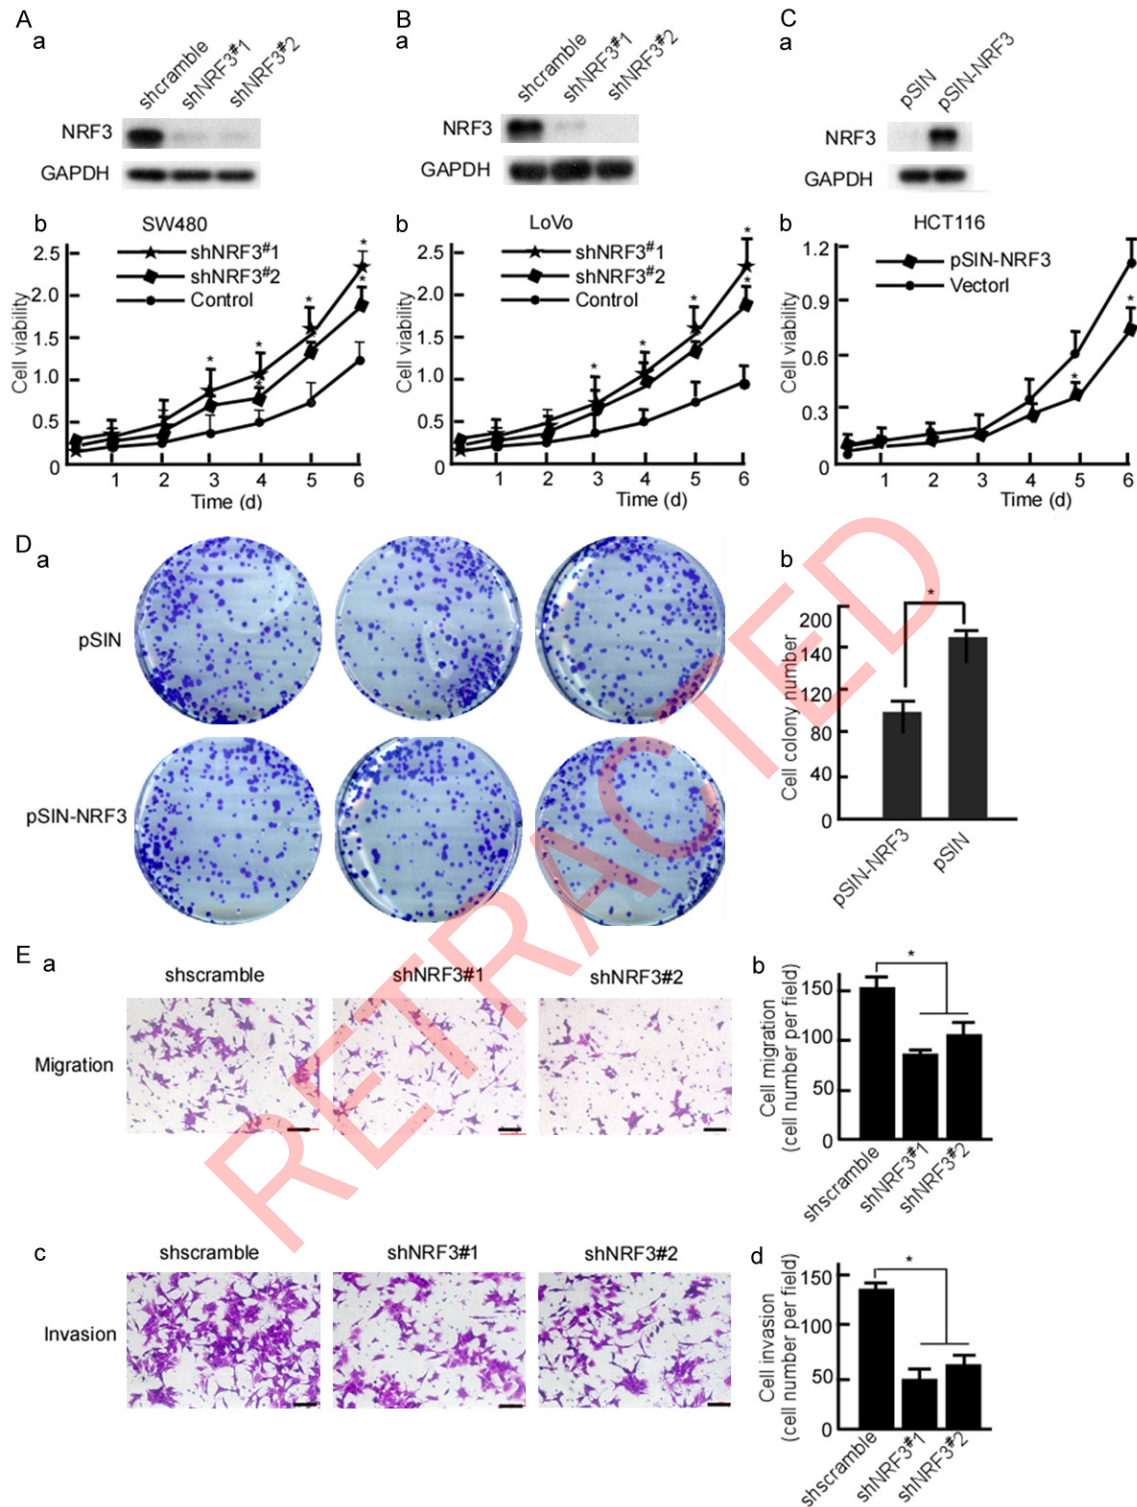 A
a
shcramble
shNRF3#1
shNRF3#2
NRF3
GAPDH
B
a
shcramble
shNRF3#1
shNRF3#2
NRF3
GAPDH
C
a
pSIN
pSIN-NRF3
NRF3
GAPDH
b
SW480
shNRF3#1
shNRF3#2
Control
Cell viability
2.5
2.0
1.5
1.0
0.5
0
* * * * * *
1 2 3 4 5 6
Time (d)
b
LoVo
shNRF3#1
shNRF3#2
Control
Cell viability
2.5
2.0
1.5
1.0
0.5
0
* * * * *
1 2 3 4 5 6
Time (d)
b
HCT116
pSIN-NRF3
Vectorl
Cell viability
1.2
0.9
0.6
0.3
0
* *
1 2 3 4 5 6
Time (d)
D
a
pSIN
pSIN-NRF3
b
*
Cell colony number
200
140
120
80
40
0
pSIN-NRF3
pSIN
E
a
shscramble
shNRF3#1
shNRF3#2
Migration
b
*
Cell migration
(cell number per field)
150
100
50
0
shscramble
shNRF3#1
shNRF3#2
c
shscramble
shNRF3#1
shNRF3#2
Invasion
d
*
Cell invasion
(cell number per field)
150
100
50
0
shscramble
shNRF3#1
shNRF3#2
RETRACTED